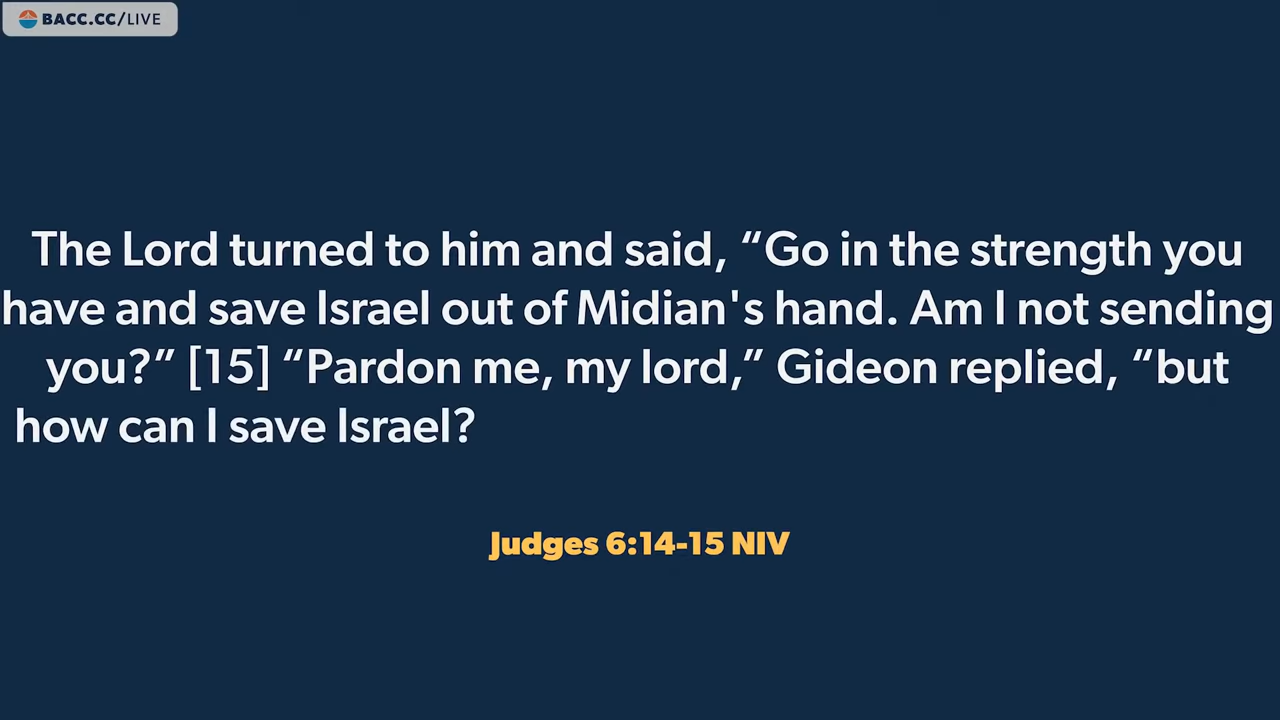 BACC.CC/LIVE
The Lord turned to him and said, “Go in the strength you
have and save Israel out of Midian's hand. Am I not sending
you?” [15] “Pardon me, my lord,” Gideon replied, “but
how can I save Israel?
Judges 6:14-15 NIV